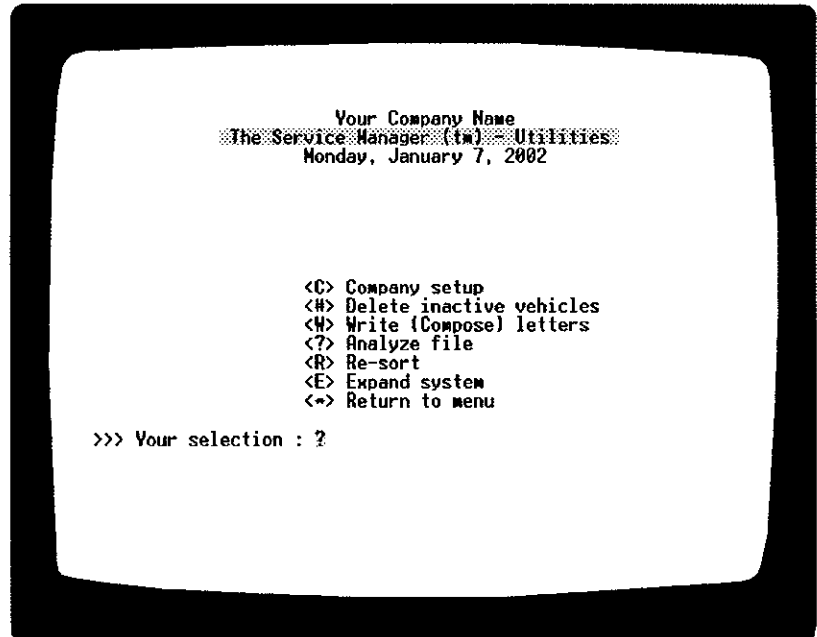 Your Company Name
The Service Manager (tm) - Utilities
Monday, January 7, 2002
<C> Company setup
<#> Delete inactive vehicles
<W> Write (Compose) letters
<?> Analyze file
<R> Re-sort
<E> Expand system
<*> Return to menu
>>> Your selection : ?